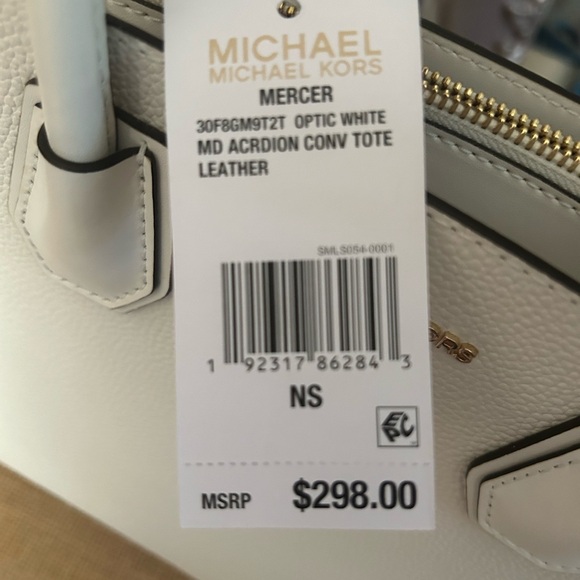 MICHAEL
MICHAEL KORS
MERCER
30F8GM9T2T OPTIC WHITE
MD ACRDION CONV TOTE
LEATHER
SMLS054-0001
1 92317 86284 3
NS
EPC
MSRP $298.00